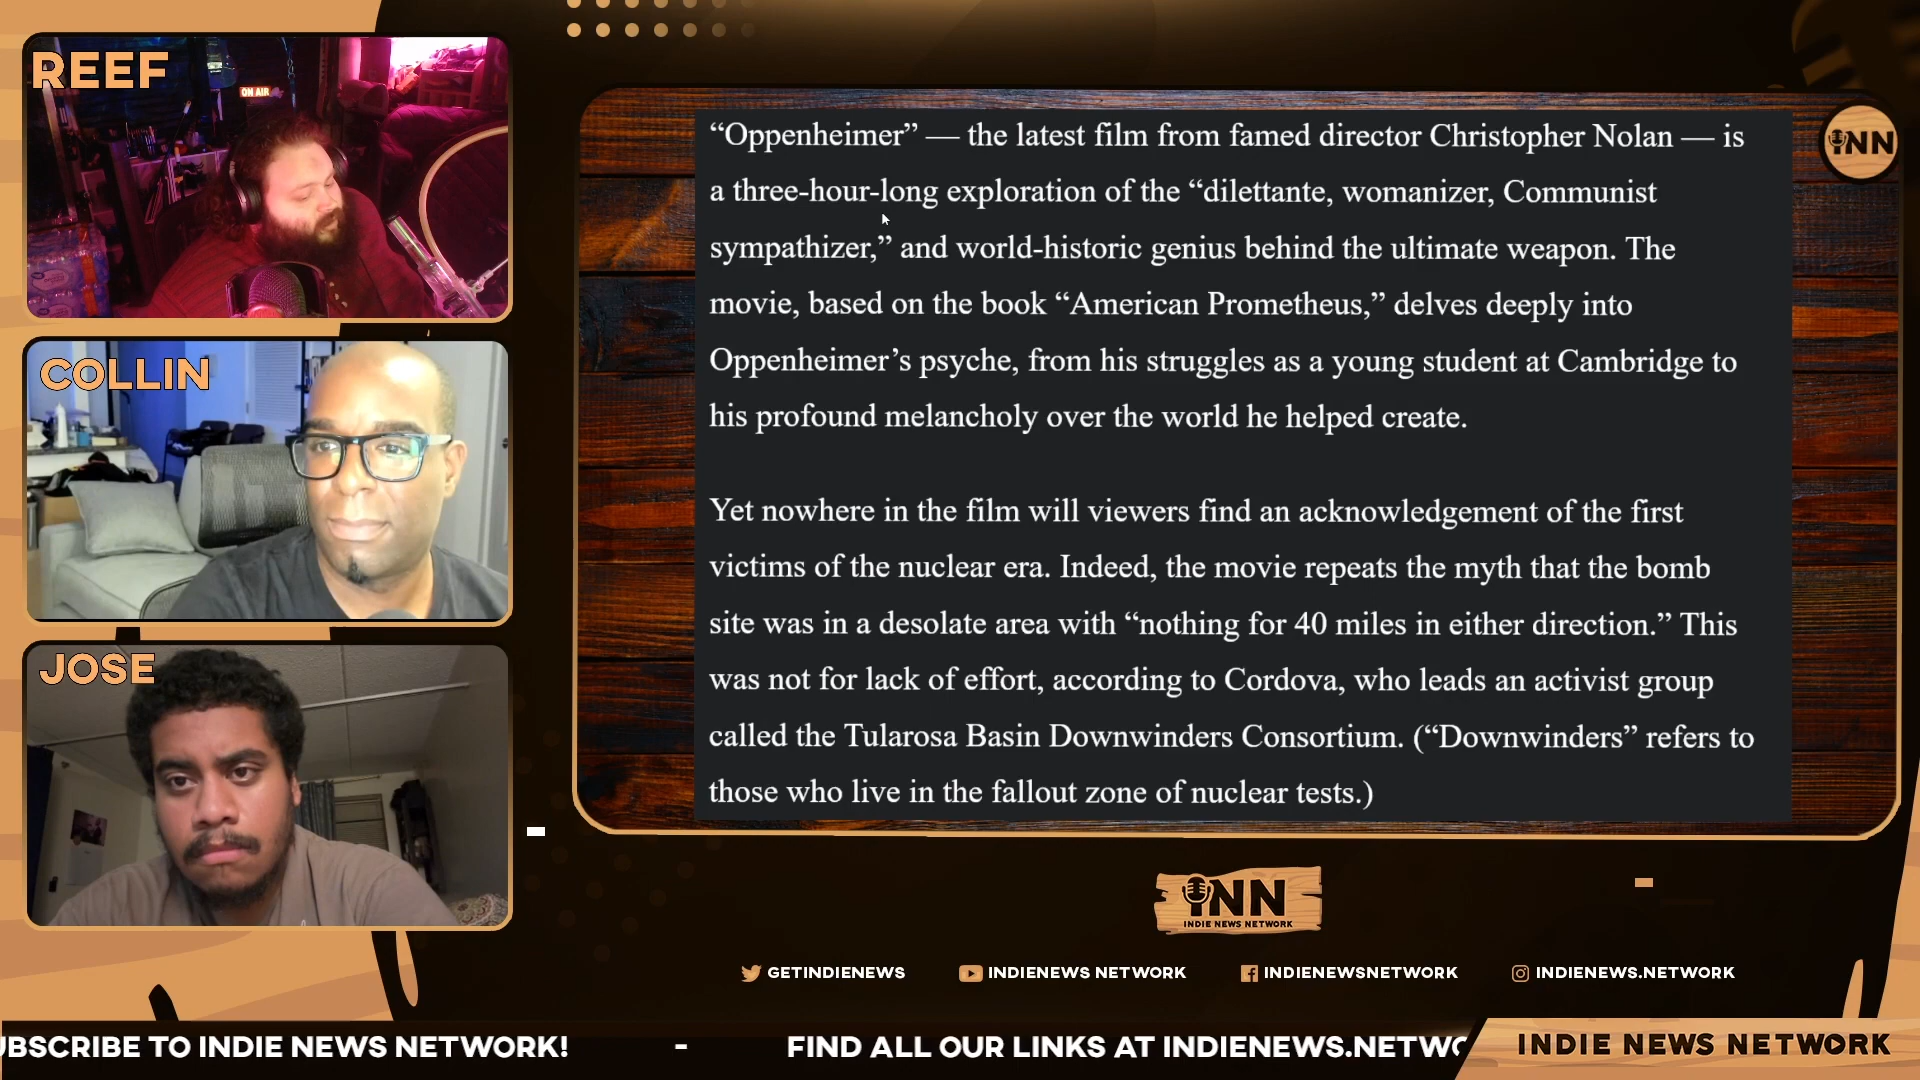 REEF
ON AIR
COLLIN
JOSE
“Oppenheimer” — the latest film from famed director Christopher Nolan — is
a three-hour-long exploration of the “dilettante, womanizer, Communist
sympathizer,” and world-historic genius behind the ultimate weapon. The
movie, based on the book “American Prometheus,” delves deeply into
Oppenheimer’s psyche, from his struggles as a young student at Cambridge to
his profound melancholy over the world he helped create.
Yet nowhere in the film will viewers find an acknowledgement of the first
victims of the nuclear era. Indeed, the movie repeats the myth that the bomb
site was in a desolate area with “nothing for 40 miles in either direction.” This
was not for lack of effort, according to Cordova, who leads an activist group
called the Tularosa Basin Downwinders Consortium. (“Downwinders” refers to
those who live in the fallout zone of nuclear tests.)
iNN
iNN
INDIE NEWS NETWORK
GETINDIENEWS
INDIENEWS NETWORK
INDIENEWSNETWORK
INDIENEWS.NETWORK
UBSCRIBE TO INDIE NEWS NETWORK! - FIND ALL OUR LINKS AT INDIENEWS.NETWO
INDIE NEWS NETWORK